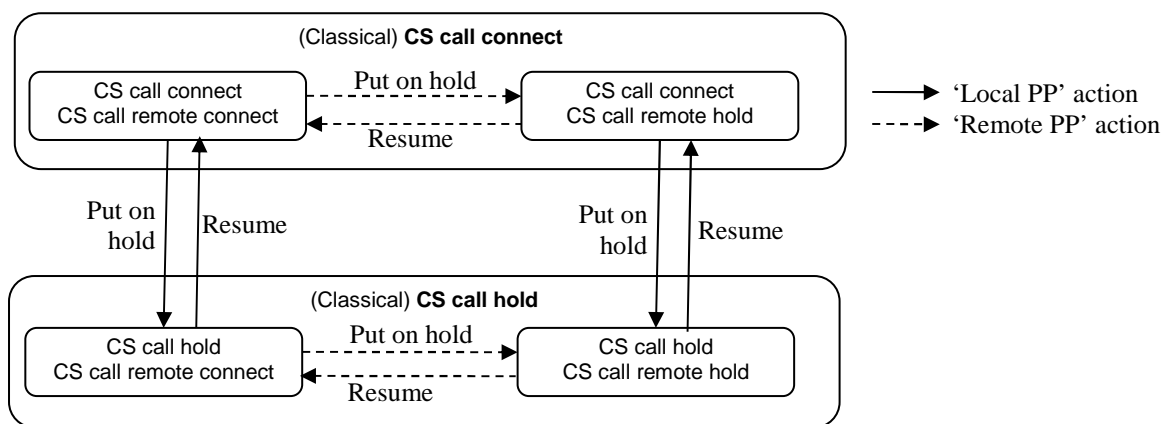 (Classical) CS call connect
CS call connect
CS call remote connect
Put on hold
Resume
CS call connect
CS call remote hold
‘Local PP’ action
‘Remote PP’ action
Put on
hold
Resume
Put on
hold
Resume
(Classical) CS call hold
CS call hold
CS call remote connect
Put on hold
Resume
CS call hold
CS call remote hold